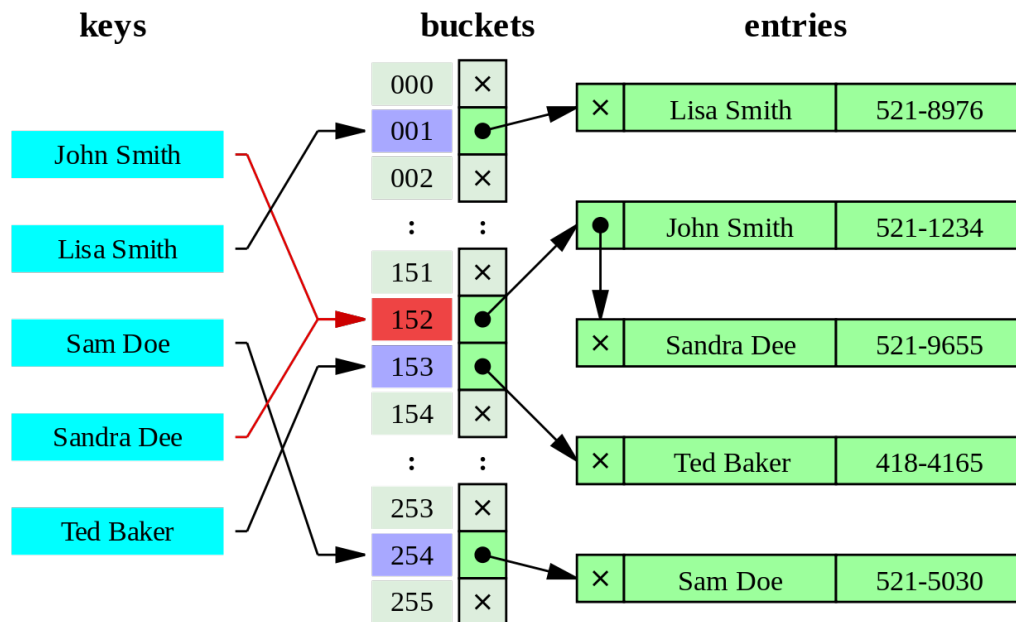 keys buckets entries
000 ×
Lisa Smith 521-8976
×
001
John Smith
002 ×
Lisa Smith
: :
John Smith 521-1234
151 ×
152
Sam Doe
× Sandra Dee 521-9655
153
154 ×
Sandra Dee
: :
× Ted Baker 418-4165
253 ×
Ted Baker
254
× Sam Doe 521-5030
255 ×